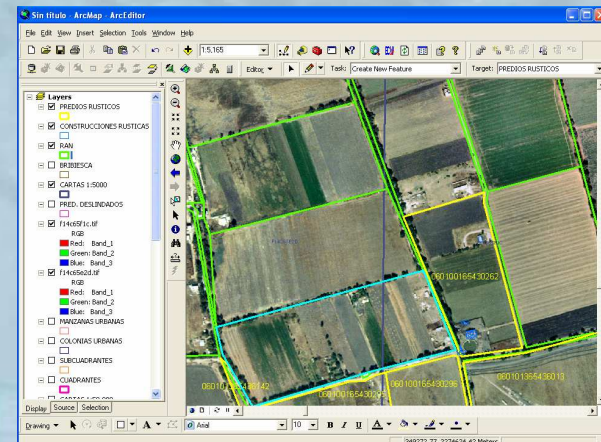 Sin título - ArcMap - ArcEditor
File Edit View Insert Selection Tools Window Help
1:5,165
Editor Task: Create New Feature Target: PREDIOS RUSTICOS
Layers
PREDIOS RUSTICOS
CONSTRUCCIONES RUSTICAS
RAN
BRIBIESCA
CARTAS 1:5000
PRED. DESLINDADOS
f14c65f1c.tif
RGB
Red: Band_1
Green: Band_2
Blue: Band_3
f14c65e2d.tif
RGB
Red: Band_1
Green: Band_2
Blue: Band_3
MANZANAS URBANAS
COLONIAS URBANAS
SUBCUADRANTES
CUADRANTES
060100165430262
060101365436013
060100165430296
Display Source Selection
Drawing A Arial 10 B I U A